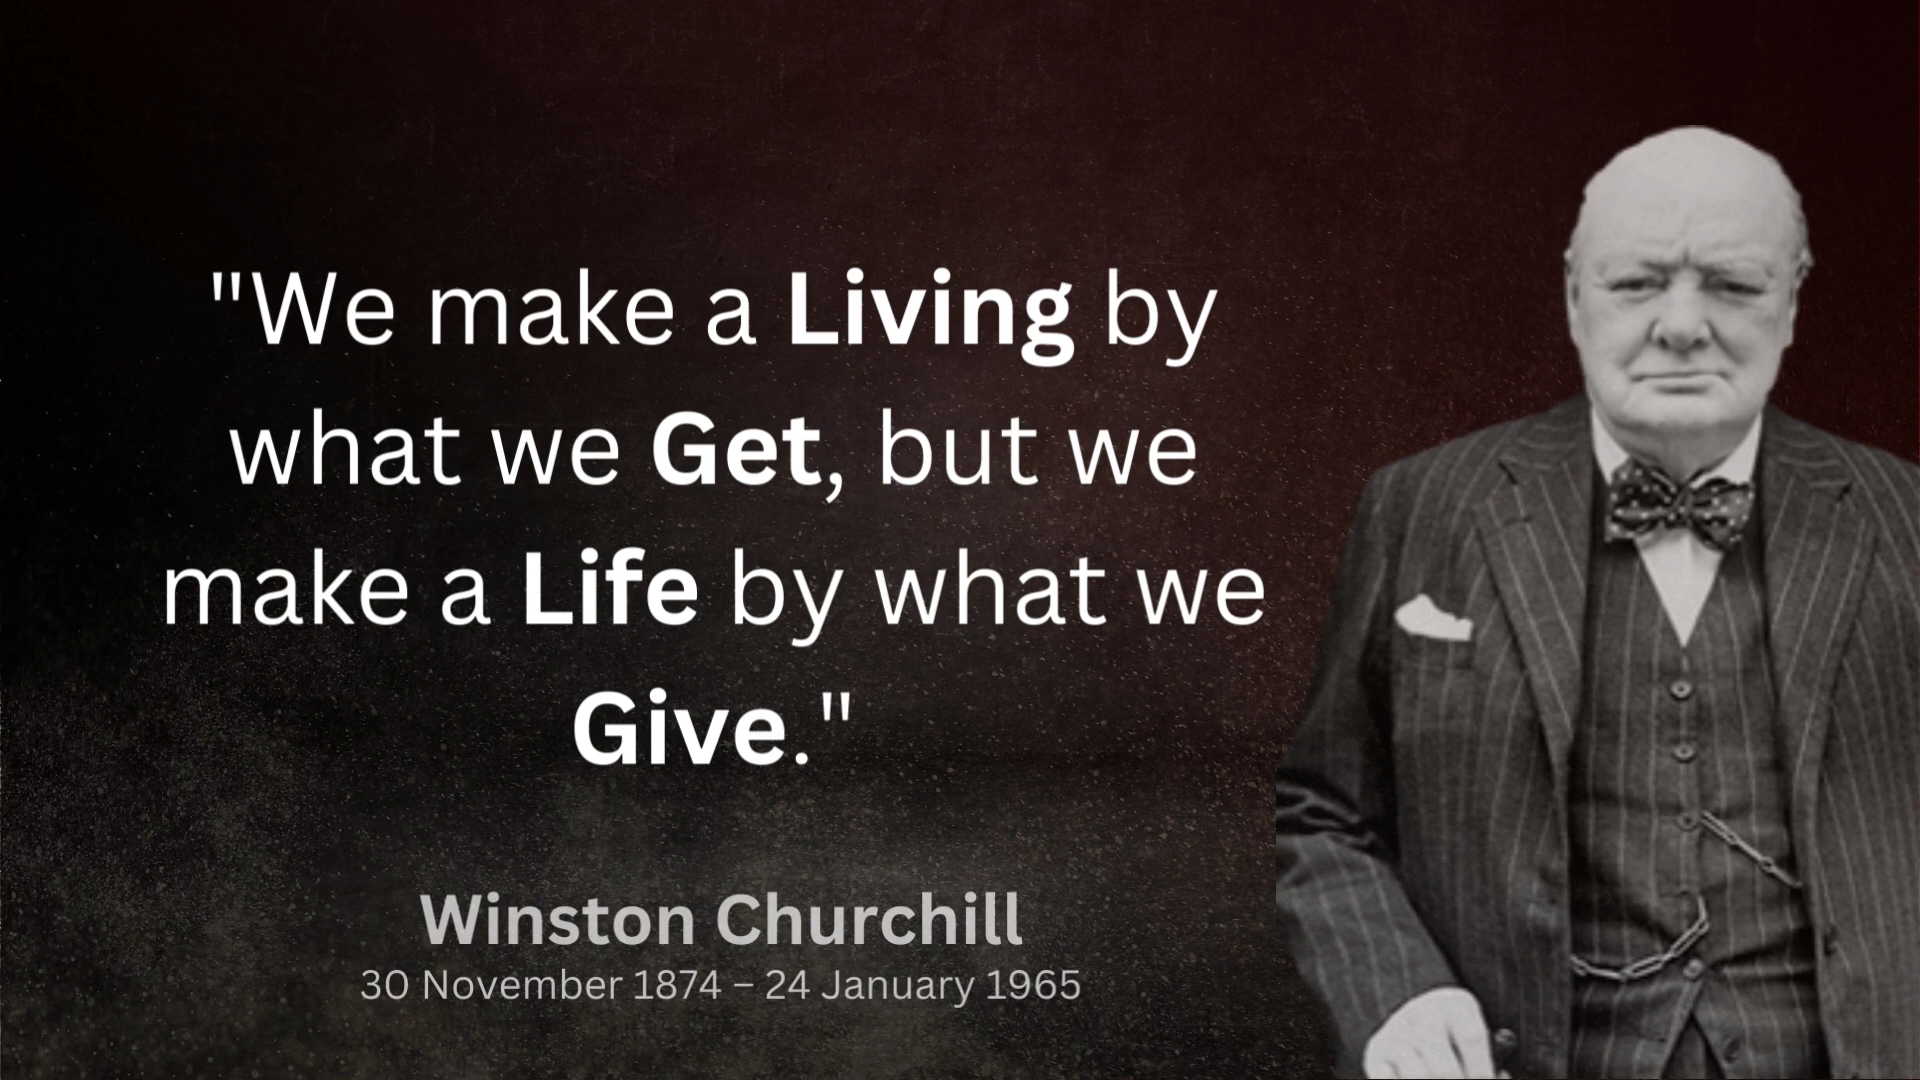 "We make a Living by
what we Get, but we
make a Life by what we
Give."
Winston Churchill
30 November 1874 – 24 January 1965